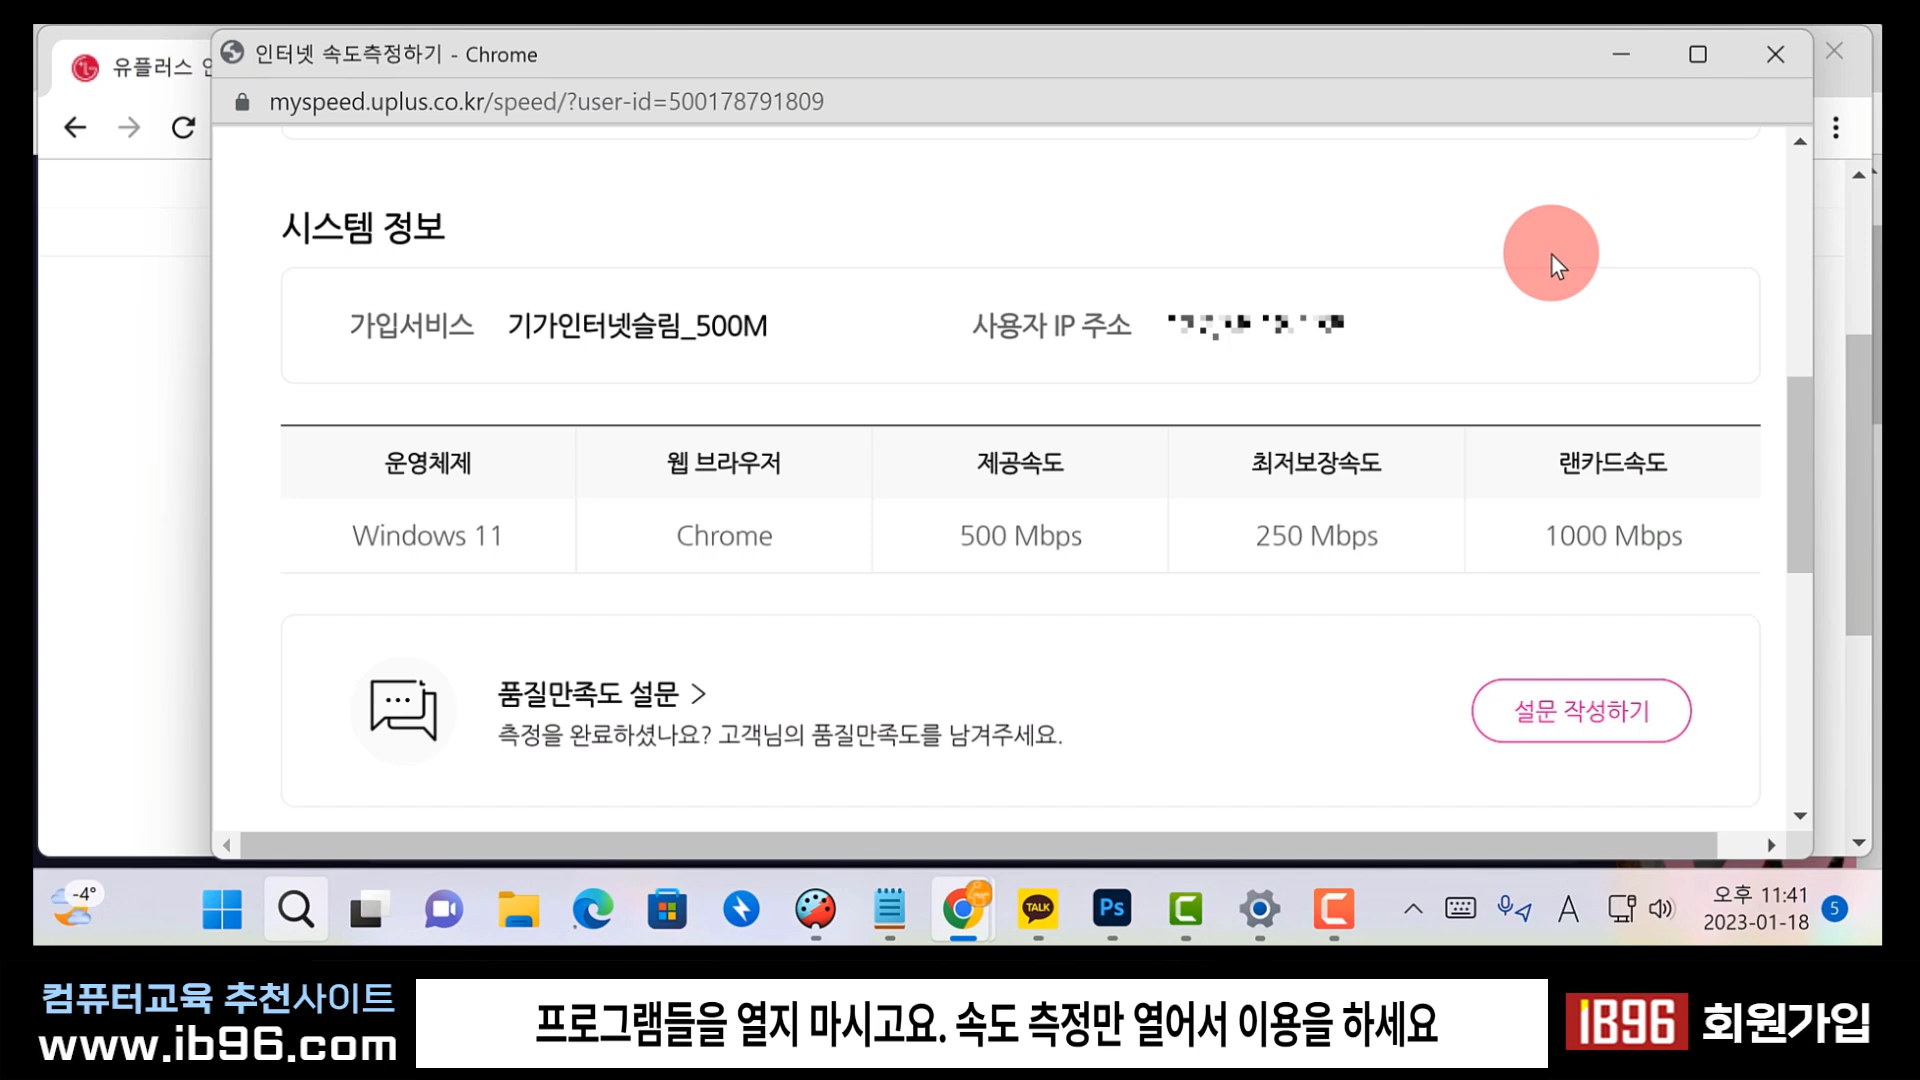 유플러스 인
인터넷 속도측정하기 - Chrome
myspeed.uplus.co.kr/speed/?user-id=500178791809
시스템 정보
가입서비스 기가인터넷슬림_500M 사용자 IP 주소
운영체제 웹 브라우저 제공속도 최저보장속도 랜카드속도
Windows 11 Chrome 500 Mbps 250 Mbps 1000 Mbps
품질만족도 설문 >
측정을 완료하셨나요? 고객님의 품질만족도를 남겨주세요.
설문 작성하기
-4°
TALK
Ps
A
오후 11:41
2023-01-18
5
컴퓨터교육 추천사이트
www.ib96.com
프로그램들을 열지 마시고요. 속도 측정만 열어서 이용을 하세요
IB96 회원가입